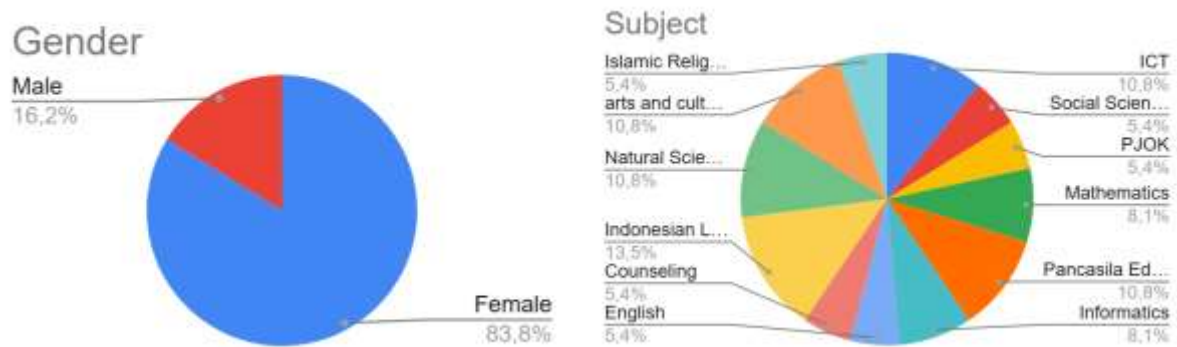 Gender
Male
16,2%
Female
83,8%
Subject
Islamic Relig...
5,4%
arts and cult...
10,8%
Natural Scie...
10,8%
Indonesian L...
13,5%
Counseling
5,4%
English
5,4%
ICT
10,8%
Social Scien...
5,4%
PJOK
5,4%
Mathematics
8,1%
Pancasila Ed...
10,8%
Informatics
8,1%